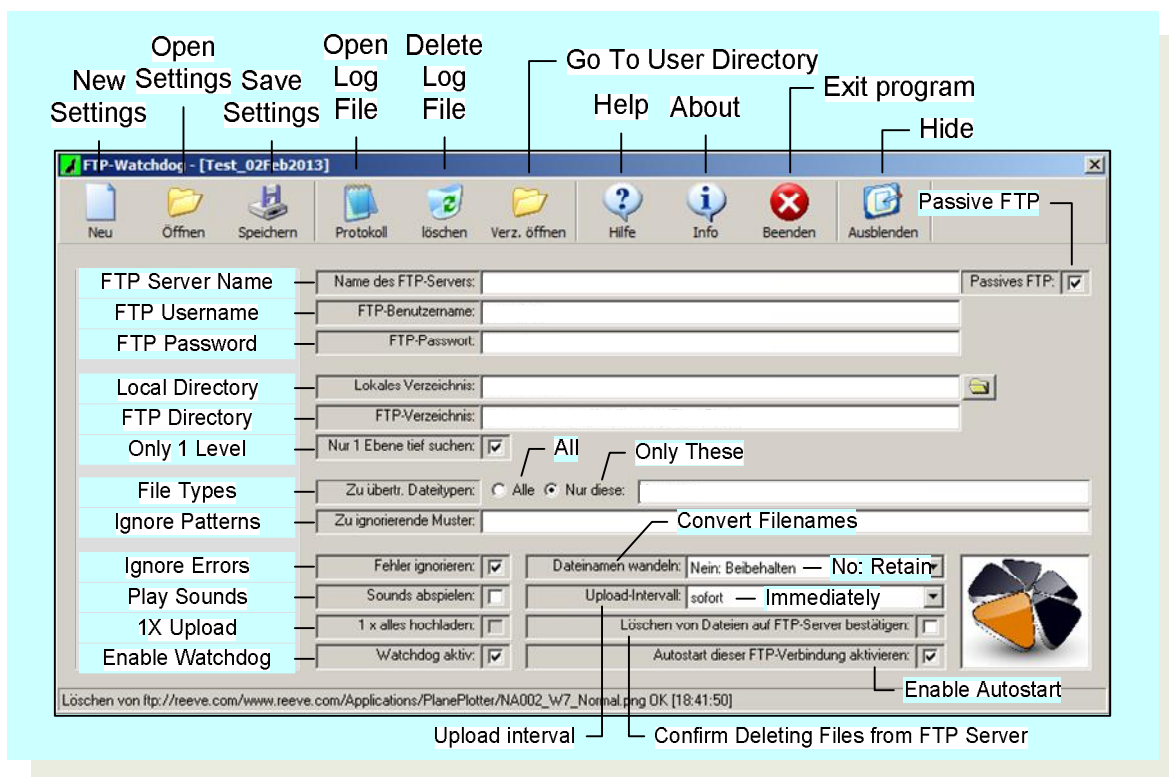 Open Open Delete Go To User Directory
New Settings Save Log Log Exit program
Settings Settings File File Help About Hide
FTP-Watchdog - [Test_02Feb2013]
Neu Öffnen Speichern Protokoll löschen Verz. öffnen Hilfe Info Beenden Ausblenden Passive FTP
FTP Server Name Name des FTP-Servers: Passives FTP:
FTP Username FTP-Benutzername:
FTP Password FTP-Passwort:
Local Directory Lokales Verzeichnis:
FTP Directory FTP-Verzeichnis:
Only 1 Level Nur 1 Ebene tief suchen: All Only These
File Types Zu übertr. Dateitypen: Alle Nur diese:
Ignore Patterns Zu ignorierende Muster: Convert Filenames
Ignore Errors Fehler ignorieren: Dateinamen wandeln: Nein: Beibehalten No: Retain
Play Sounds Sounds abspielen: Upload-Intervall: sofort Immediately
1X Upload 1 x alles hochladen: Löschen von Dateien auf FTP-Server bestätigen:
Enable Watchdog Watchdog aktiv: Autostart dieser FTP-Verbindung aktivieren:
Enable Autostart
Löschen von ftp://reeve.com/www.reeve.com/Applications/PlanePlotter/NA002_W7_Normal.png OK [18:41:50]
Upload interval Confirm Deleting Files from FTP Server